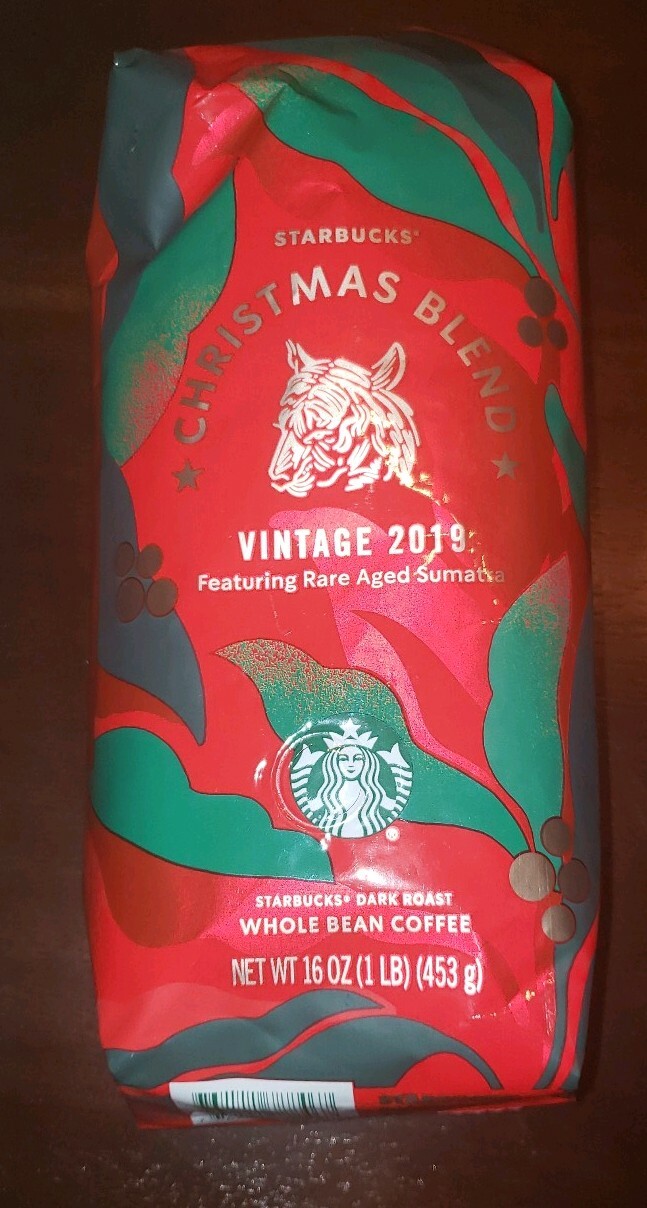 STARBUCKS®
CHRISTMAS BLEND
VINTAGE 2019
Featuring Rare Aged Sumatra
®
STARBUCKS® DARK ROAST
WHOLE BEAN COFFEE
NET WT 16 OZ (1 LB) (453 g)